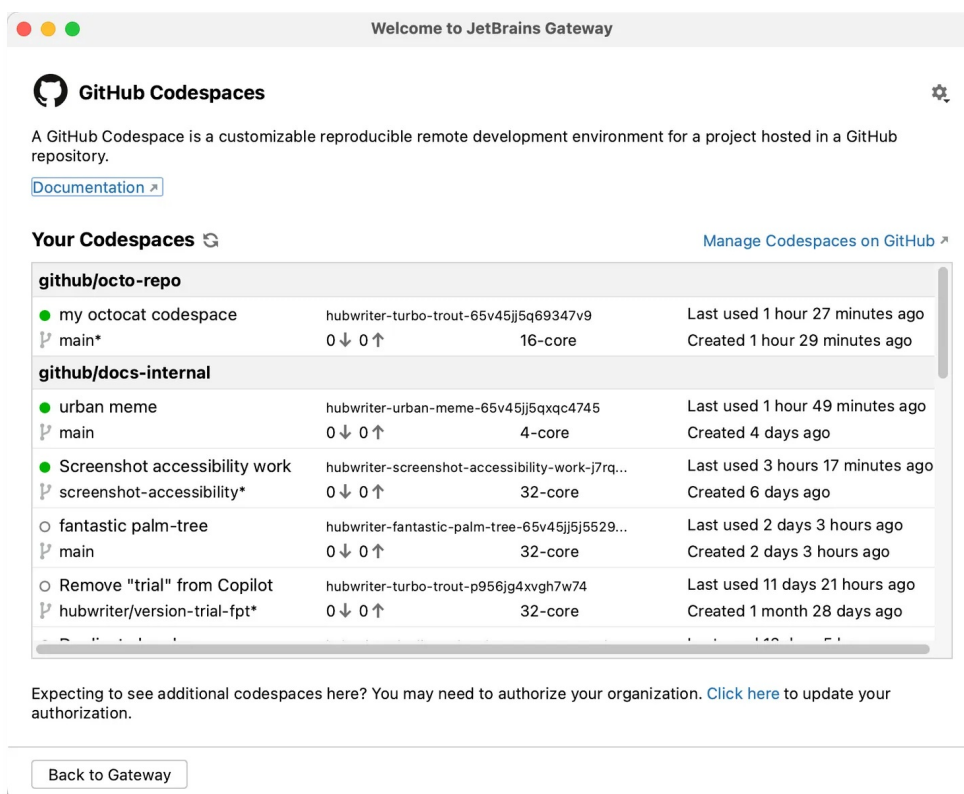 Welcome to JetBrains Gateway
GitHub Codespaces
A GitHub Codespace is a customizable reproducible remote development environment for a project hosted in a GitHub
repository.
Documentation
Your Codespaces
Manage Codespaces on GitHub
github/octo-repo
my octocat codespace hubwriter-turbo-trout-65v45jj5q69347v9 Last used 1 hour 27 minutes ago
main* 0↓ 0↑ 16-core Created 1 hour 29 minutes ago
github/docs-internal
urban meme hubwriter-urban-meme-65v45jj5qxqc4745 Last used 1 hour 49 minutes ago
main 0↓ 0↑ 4-core Created 4 days ago
Screenshot accessibility work hubwriter-screenshot-accessibility-work-j7rq... Last used 3 hours 17 minutes ago
screenshot-accessibility* 0↓ 0↑ 32-core Created 6 days ago
fantastic palm-tree hubwriter-fantastic-palm-tree-65v45jj5j5529... Last used 2 days 3 hours ago
main 0↓ 0↑ 32-core Created 2 days 3 hours ago
Remove "trial" from Copilot hubwriter-turbo-trout-p956jg4xvgh7w74 Last used 11 days 21 hours ago
hubwriter/version-trial-fpt* 0↓ 0↑ 32-core Created 1 month 28 days ago
Expecting to see additional codespaces here? You may need to authorize your organization. Click here to update your
authorization.
Back to Gateway